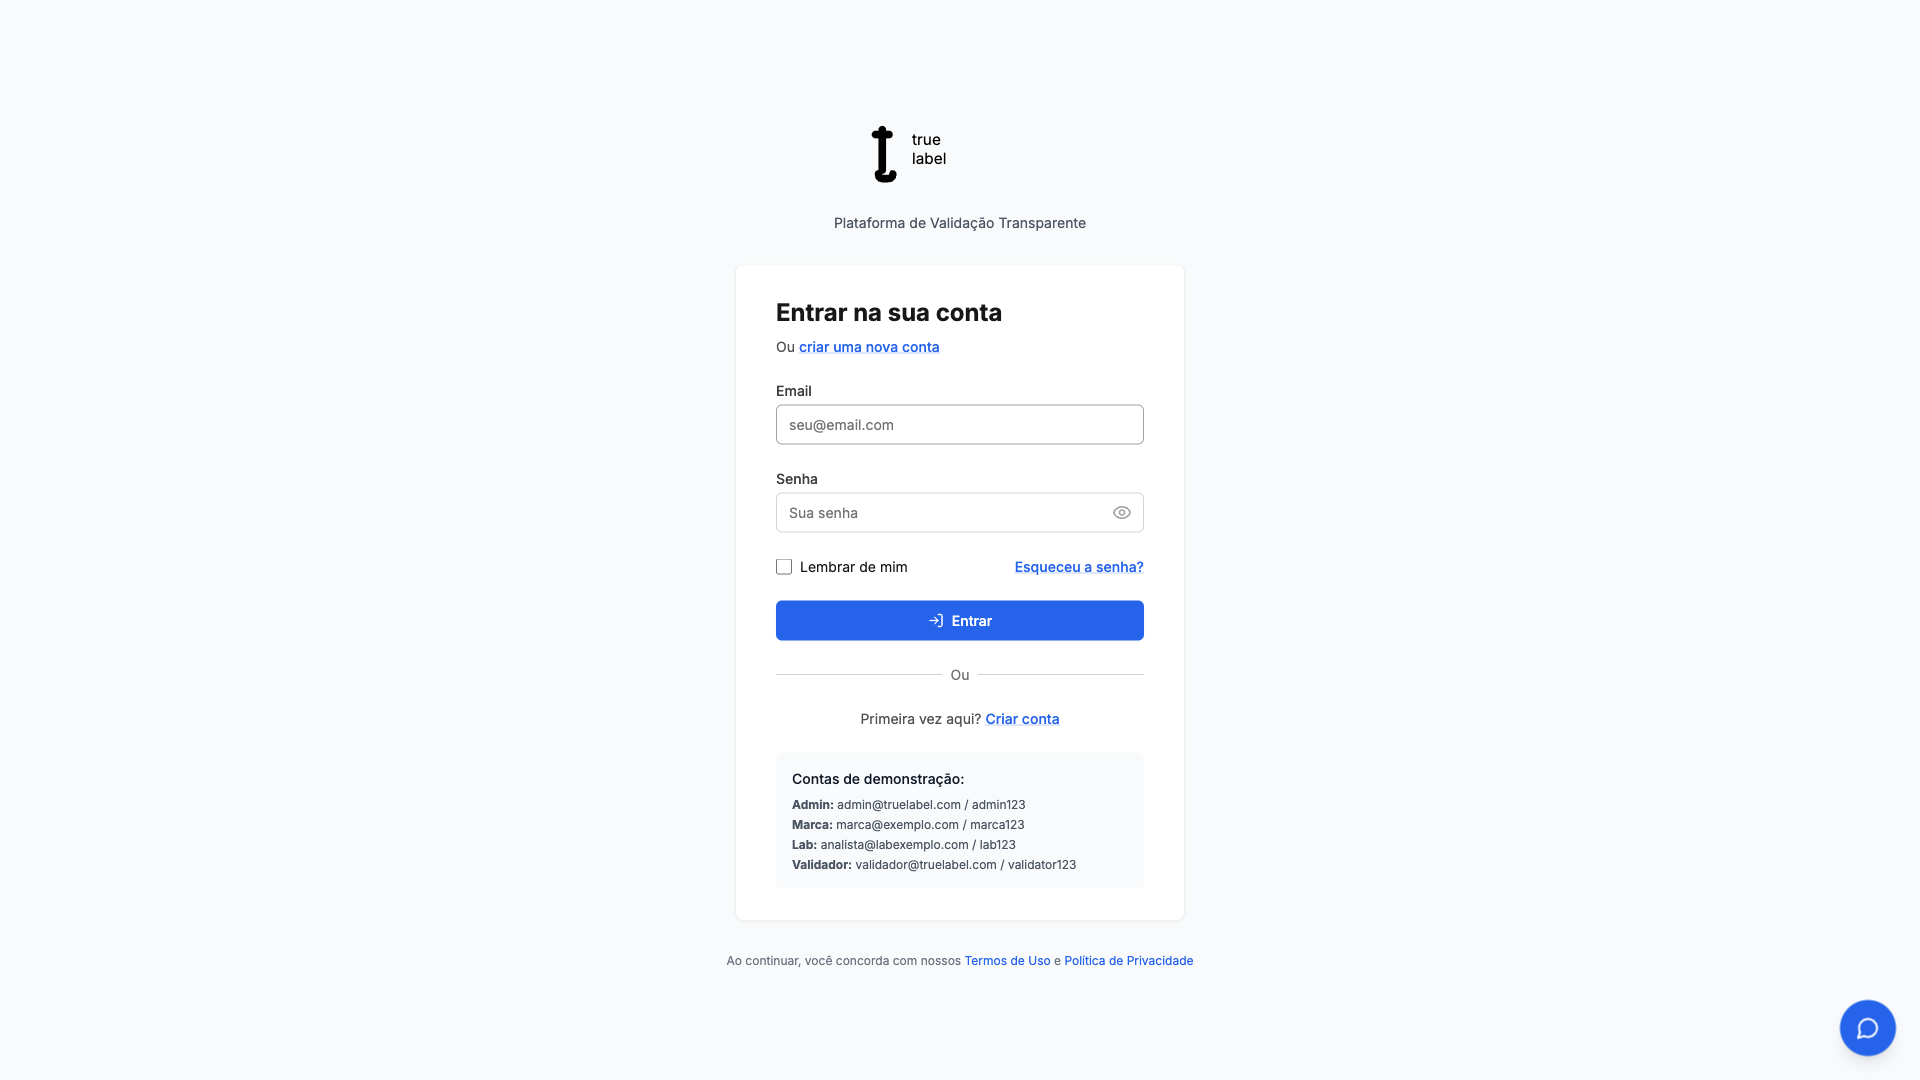 true
label
Plataforma de Validação Transparente
Entrar na sua conta
Ou criar uma nova conta
Email
seu@email.com
Senha
Sua senha
Lembrar de mim
Esqueceu a senha?
Entrar
Ou
Primeira vez aqui? Criar conta
Contas de demonstração:
Admin: admin@truelabel.com / admin123
Marca: marca@exemplo.com / marca123
Lab: analista@labexemplo.com / lab123
Validador: validador@truelabel.com / validator123
Ao continuar, você concorda com nossos Termos de Uso e Política de Privacidade